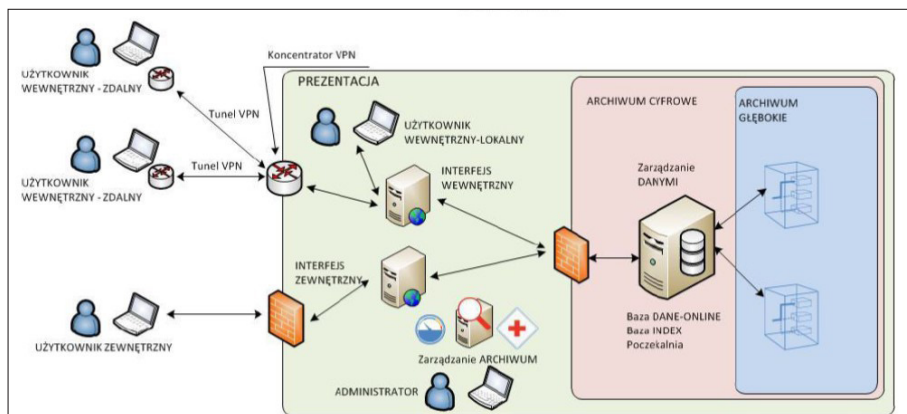 UŻYTKOWNIK
WEWNĘTRZNY - ZDALNY
Tunel VPN
Koncentrator VPN
UŻYTKOWNIK
WEWNĘTRZNY - ZDALNY
Tunel VPN
PREZENTACJA
UŻYTKOWNIK
WEWNĘTRZNY-LOKALNY
INTERFEJS
WEWNĘTRZNY
INTERFEJS
ZEWNĘTRZNY
UŻYTKOWNIK ZEWNĘTRZNY
Zarządzanie ARCHIWUM
ADMINISTRATOR
ARCHIWUM CYFROWE
Zarządzanie
DANYMI
Baza DANE-ONLINE
Baza INDEX
Poczekalnia
ARCHIWUM
GŁĘBOKIE